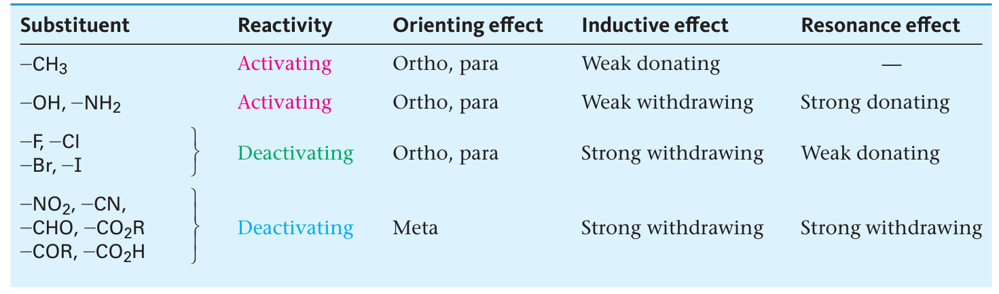 Substituent Reactivity Orienting effect Inductive effect Resonance effect
–CH₃ Activating Ortho, para Weak donating —
–OH, –NH₂ Activating Ortho, para Weak withdrawing Strong donating
–F, –Cl
–Br, –I
Deactivating Ortho, para Strong withdrawing Weak donating
–NO₂, –CN,
–CHO, –CO₂R
–COR, –CO₂H
Deactivating Meta Strong withdrawing Strong withdrawing